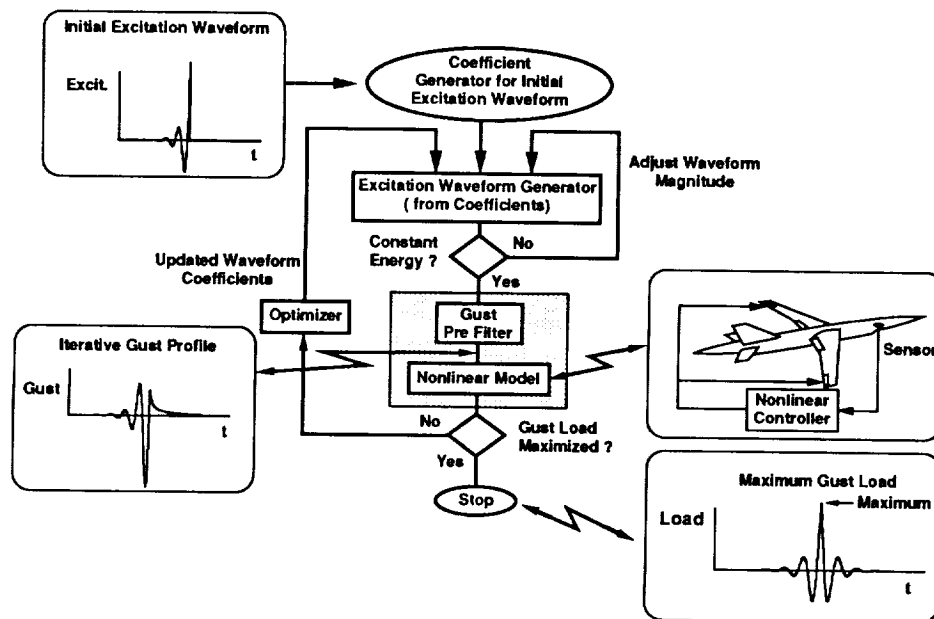 Initial Excitation Waveform
Excit.
t
Coefficient
Generator for Initial
Excitation Waveform
Adjust Waveform
Magnitude
Excitation Waveform Generator
( from Coefficients)
Constant
Energy ?
No
Yes
Updated Waveform
Coefficients
Optimizer
Gust
Pre Filter
Nonlinear Model
Iterative Gust Profile
Gust
t
Sensor
Nonlinear
Controller
No
Gust Load
Maximized ?
Yes
Stop
Maximum Gust Load
Maximum
Load
t